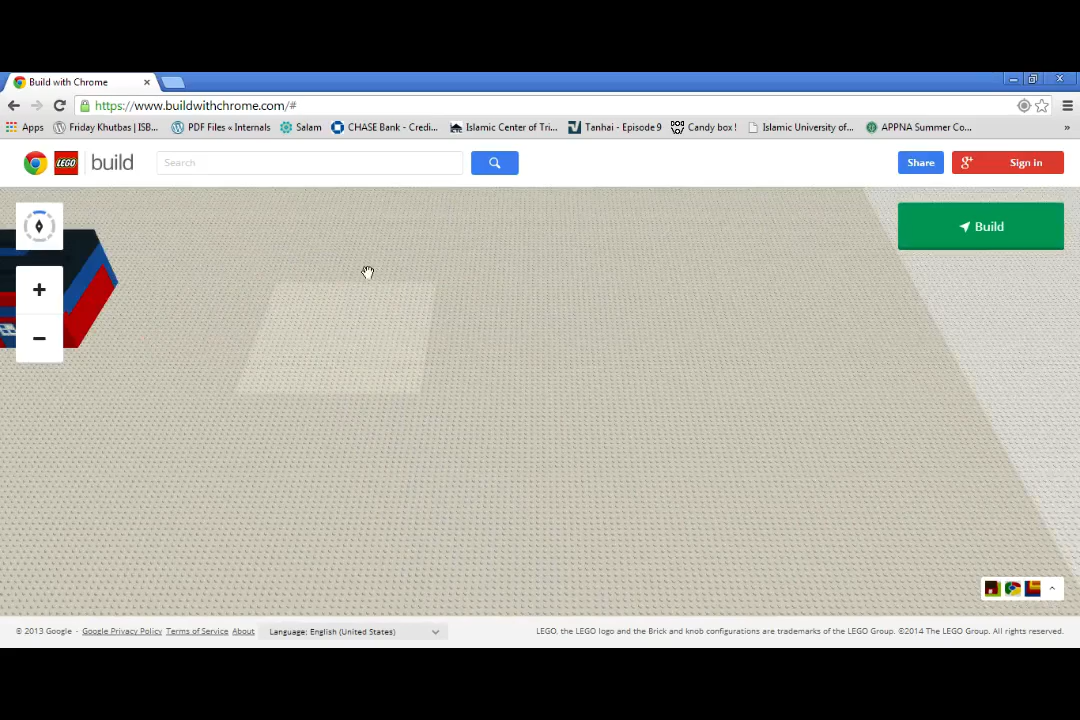 Build with Chrome
https://www.buildwithchrome.com/#
Apps Friday Khutbas | ISB... PDF Files « Internals Salam CHASE Bank - Credi... Islamic Center of Tri... Tanhai - Episode 9 Candy box ! Islamic University of... APPNA Summer Co... »
LEGO build Search Share Sign in
Build
© 2013 Google - Google Privacy Policy Terms of Service About Language: English (United States) LEGO, the LEGO logo and the Brick and knob configurations are trademarks of the LEGO Group. ©2014 The LEGO Group. All rights reserved.